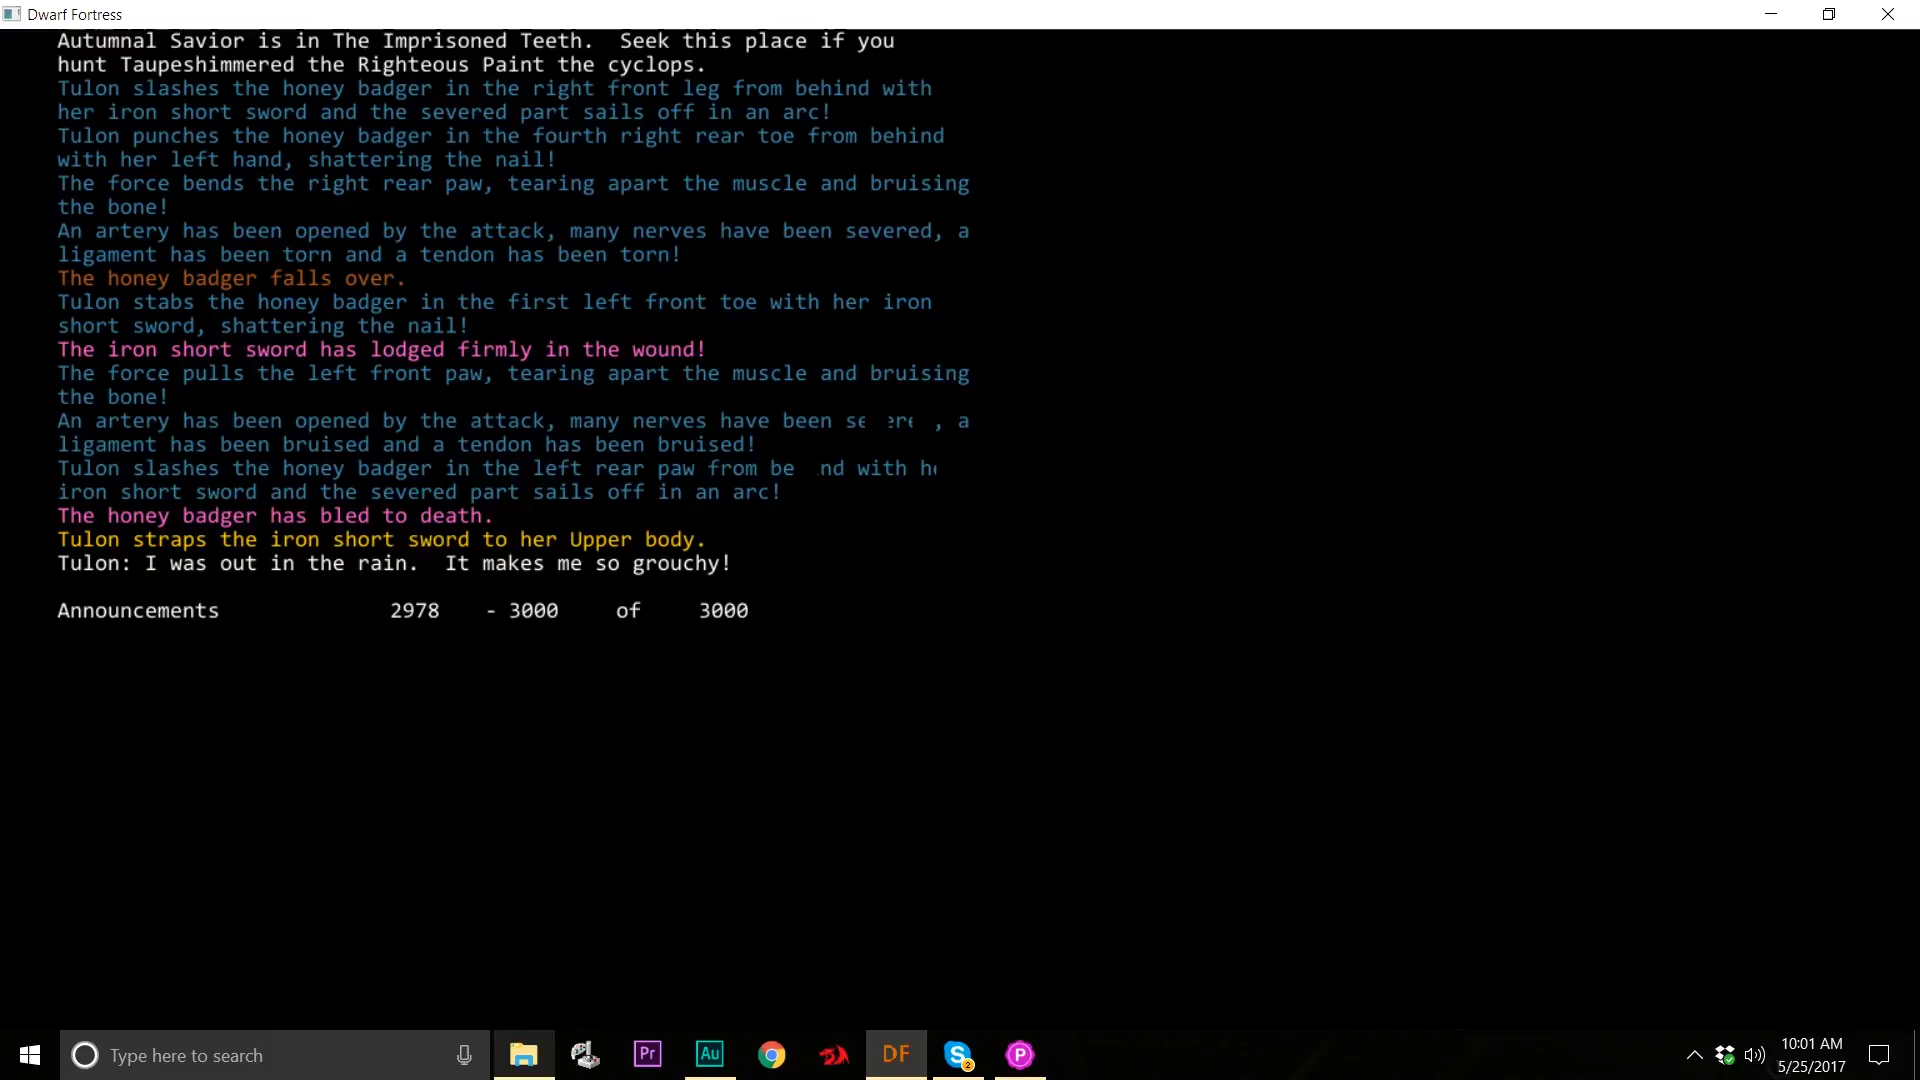 Dwarf Fortress
Autumnal Savior is in The Imprisoned Teeth.  Seek this place if you
hunt Taupeshimmered the Righteous Paint the cyclops.
Tulon slashes the honey badger in the right front leg from behind with
her iron short sword and the severed part sails off in an arc!
Tulon punches the honey badger in the fourth right rear toe from behind
with her left hand, shattering the nail!
The force bends the right rear paw, tearing apart the muscle and bruising
the bone!
An artery has been opened by the attack, many nerves have been severed, a
ligament has been torn and a tendon has been torn!
The honey badger falls over.
Tulon stabs the honey badger in the first left front toe with her iron
short sword, shattering the nail!
The iron short sword has lodged firmly in the wound!
The force pulls the left front paw, tearing apart the muscle and bruising
the bone!
An artery has been opened by the attack, many nerves have been , a
ligament has been bruised and a tendon has been bruised!
Tulon slashes the honey badger in the left rear paw from with
iron short sword and the severed part sails off in an arc!
The honey badger has bled to death.
Tulon straps the iron short sword to her Upper body.
Tulon: I was out in the rain.  It makes me so grouchy!
Announcements 2978 - 3000 of 3000
Type here to search
Pr
Au
DF
S
2
P
10:01 AM
5/25/2017